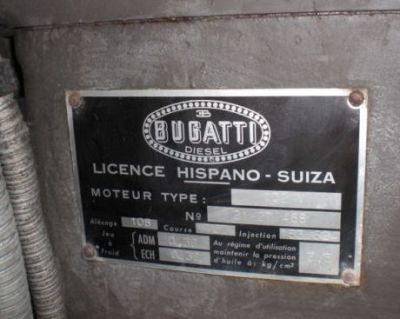 EB
BUGATTI
DIESEL
LICENCE HISPANO - SUIZA
MOTEUR TYPE :
Nº
Alésage 108 Course Injection
Jeu à Froid
ADM
ECH
Au régime d'utilisation
maintenir la pression
d'huile à: kg/cm²